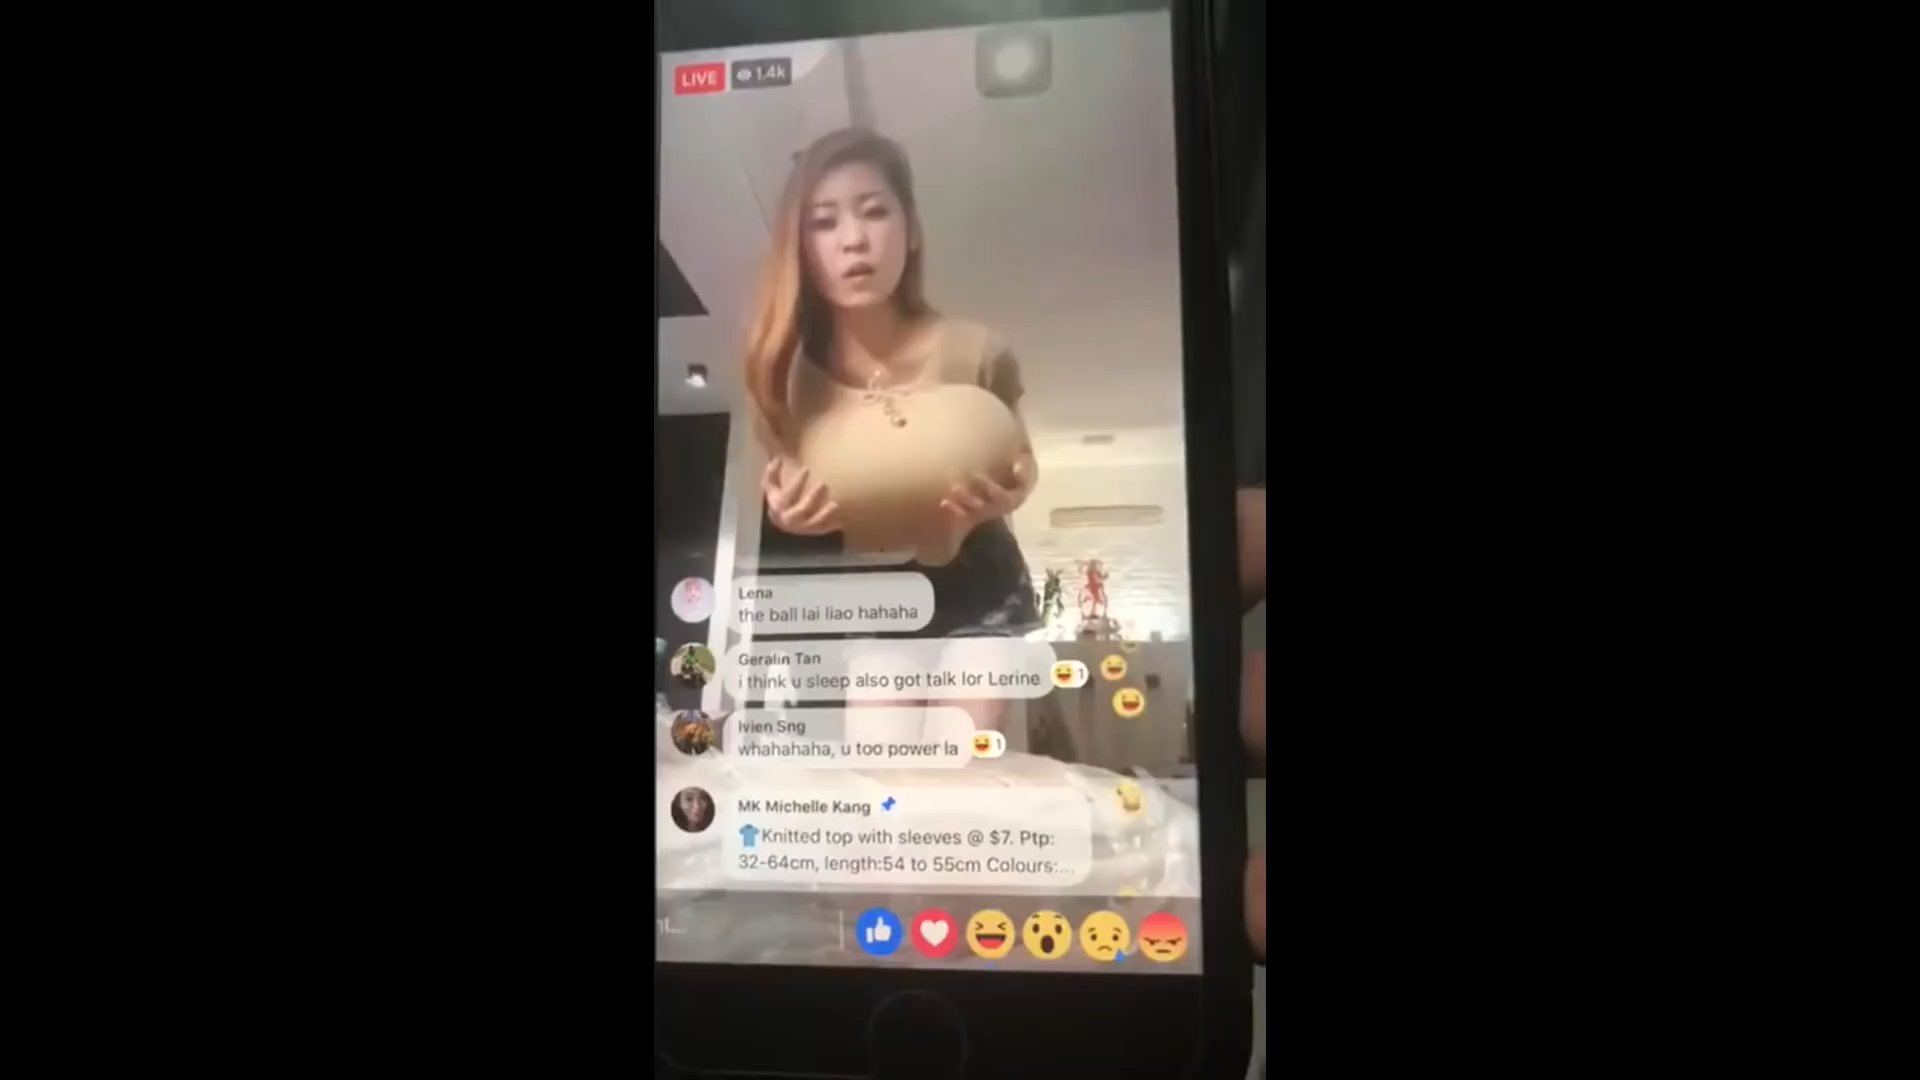 LIVE 1.4k
Lena
the ball lai liao hahaha
Geralin Tan
i think u sleep also got talk lor Lerine
1
Ivien Sng
whahahaha, u too power la
1
MK Michelle Kang
Knitted top with sleeves @ $7. Ptp:
32-64cm, length:54 to 55cm Colours:...